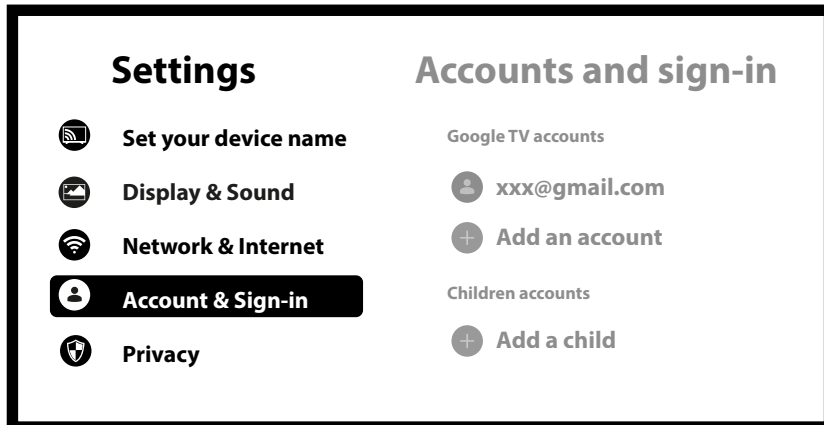 Settings
Set your device name
Display & Sound
Network & Internet
Account & Sign-in
Privacy
Accounts and sign-in
Google TV accounts
xxx@gmail.com
Add an account
Children accounts
Add a child